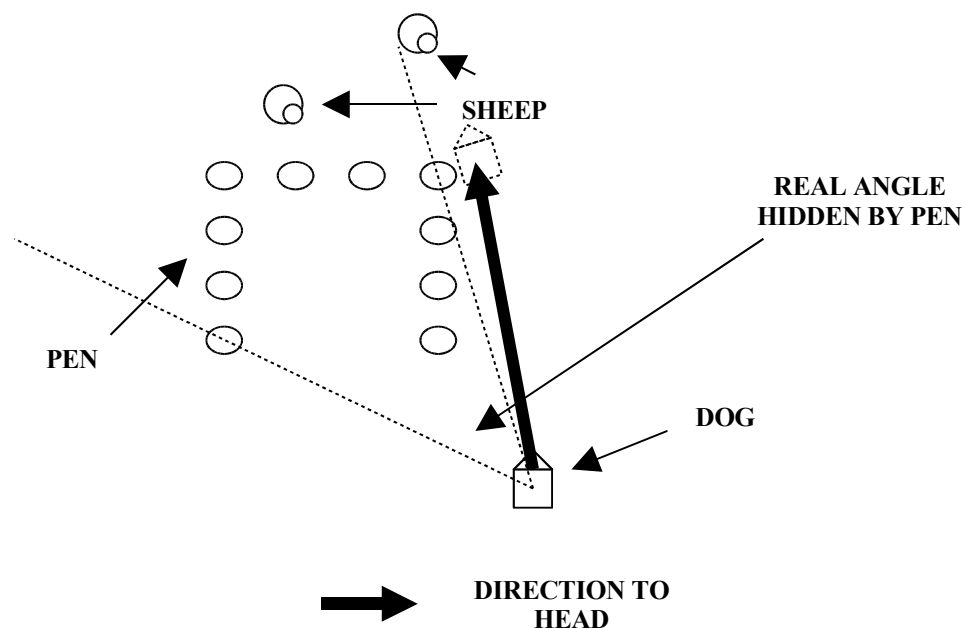 SHEEP
REAL ANGLE
HIDDEN BY PEN
PEN
DOG
DIRECTION TO
HEAD